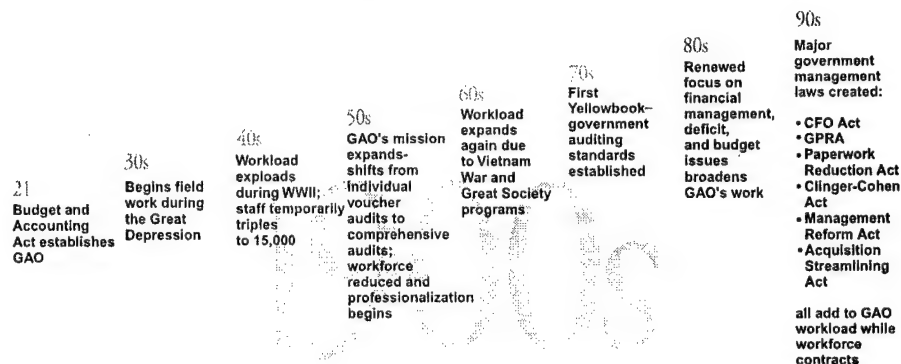 21
Budget and
Accounting
Act establishes
GAO
30s
Begins field
work during
the Great
Depression
40s
Workload
exploads
during WWII;
staff temporarily
triples
to 15,000
50s
GAO's mission
expands-
shifts from
individual
voucher
audits to
comprehensive
audits;
workforce
reduced and
professionalization
begins
60s
Workload
expands
again due
to Vietnam
War and
Great Society
programs
70s
First
Yellowbook–
government
auditing
standards
established
80s
Renewed
focus on
financial
management,
deficit,
and budget
issues
broadens
GAO's work
90s
Major
government
management
laws created:
• CFO Act
• GPRA
• Paperwork
Reduction Act
• Clinger-Cohen
Act
• Management
Reform Act
• Acquisition
Streamlining
Act
all add to GAO
workload while
workforce
contracts